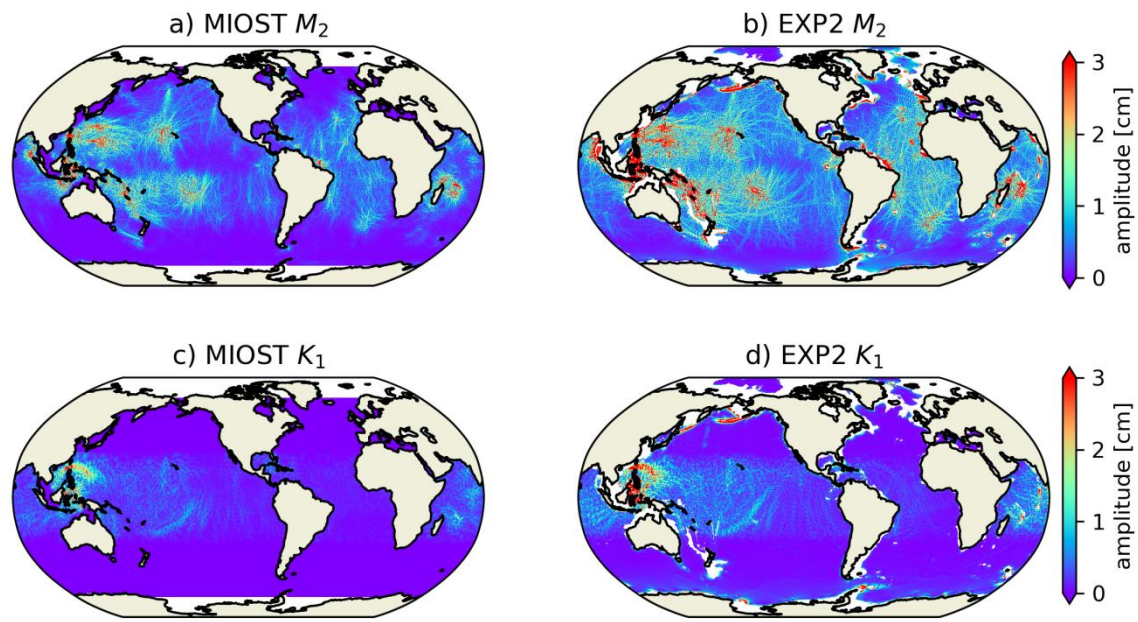 a) MIOST M₂
b) EXP2 M₂
3
2
1
0
amplitude [cm]
c) MIOST K₁
d) EXP2 K₁
3
2
1
0
amplitude [cm]